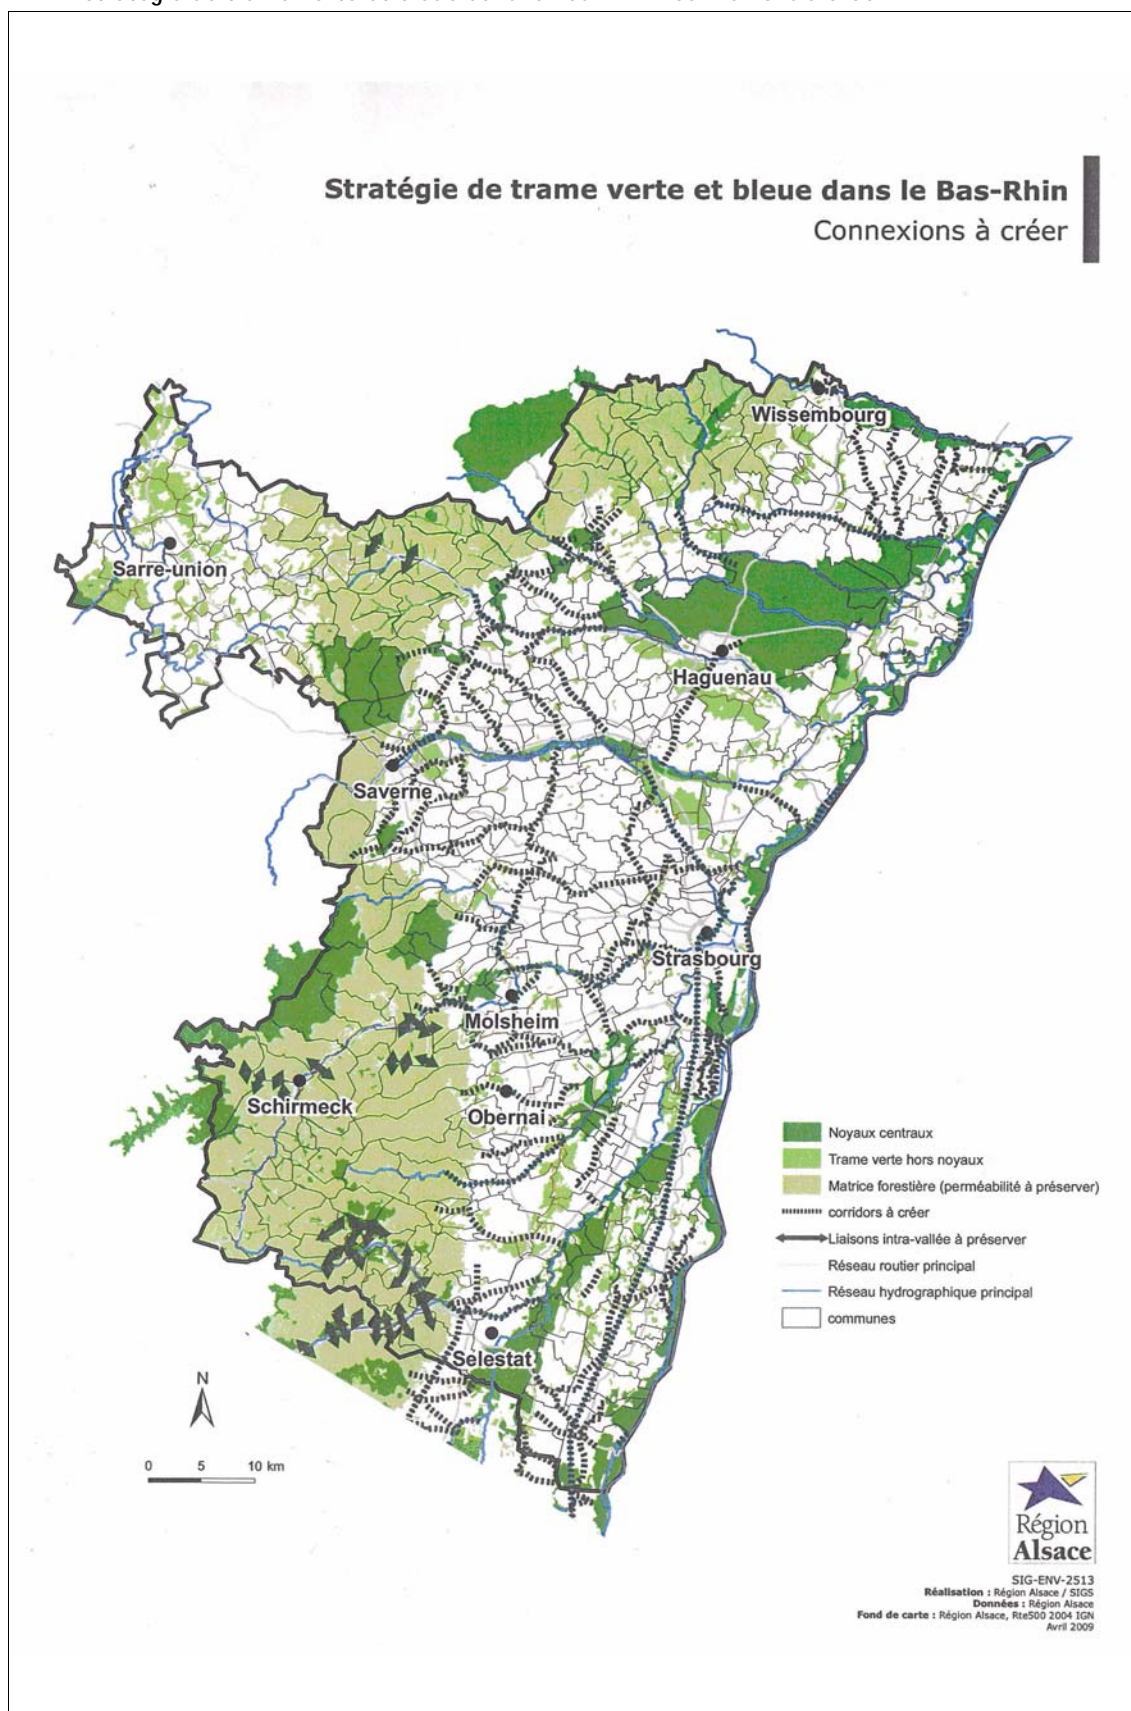 Stratégie de trame verte et bleue dans le Bas-Rhin
Connexions à créer
Wissembourg
Sarre-union
Haguenau
Saverne
Strasbourg
Molsheim
Schirmeck
Obernai
Selestat
Noyaux centraux
Trame verte hors noyaux
Matrice forestière (perméabilité à préserver)
corridors à créer
Liaisons intra-vallée à préserver
Réseau routier principal
Réseau hydrographique principal
communes
N
0 5 10 km
Région
Alsace
SIG-ENV-2513
Réalisation : Région Alsace / SIGS
Données : Région Alsace
Fond de carte : Région Alsace, Rte500 2004 IGN
Avril 2009